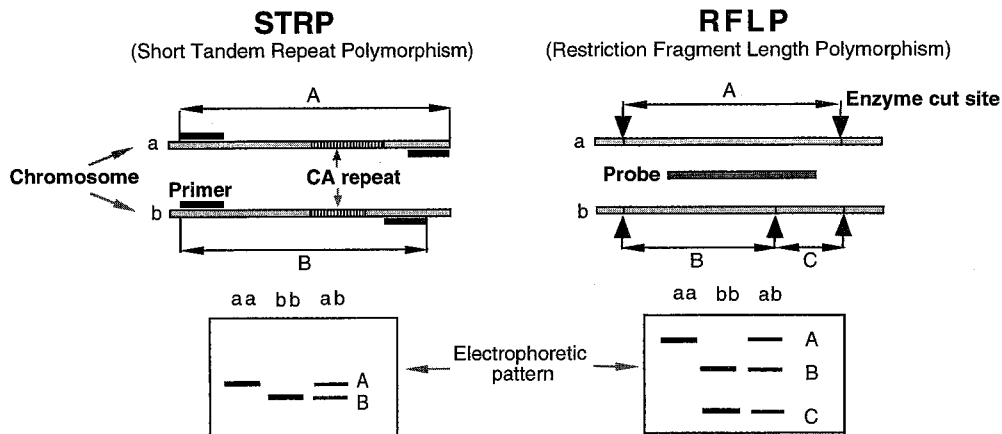 STRP
(Short Tandem Repeat Polymorphism)
A
a
Chromosome
Primer
CA repeat
b
B
aa bb ab
A
B
RFLP
(Restriction Fragment Length Polymorphism)
A
Enzyme cut site
a
Probe
b
B
C
aa bb ab
A
B
C
Electrophoretic
pattern